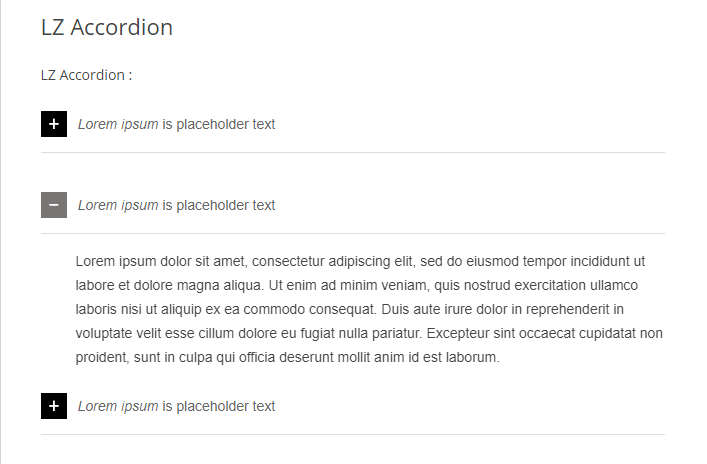 LZ Accordion
LZ Accordion :
+ Lorem ipsum is placeholder text
− Lorem ipsum is placeholder text
Lorem ipsum dolor sit amet, consectetur adipiscing elit, sed do eiusmod tempor incididunt ut
labore et dolore magna aliqua. Ut enim ad minim veniam, quis nostrud exercitation ullamco
laboris nisi ut aliquip ex ea commodo consequat. Duis aute irure dolor in reprehenderit in
voluptate velit esse cillum dolore eu fugiat nulla pariatur. Excepteur sint occaecat cupidatat non
proident, sunt in culpa qui officia deserunt mollit anim id est laborum.
+ Lorem ipsum is placeholder text